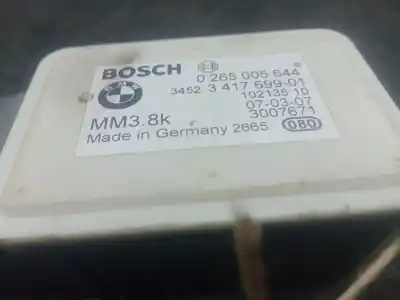 BOSCH 0 265 005 644
BMW 3452 3 417 699-01
102135 10
07-03-07
MM3.8k 3007671
Made in Germany 2665 080